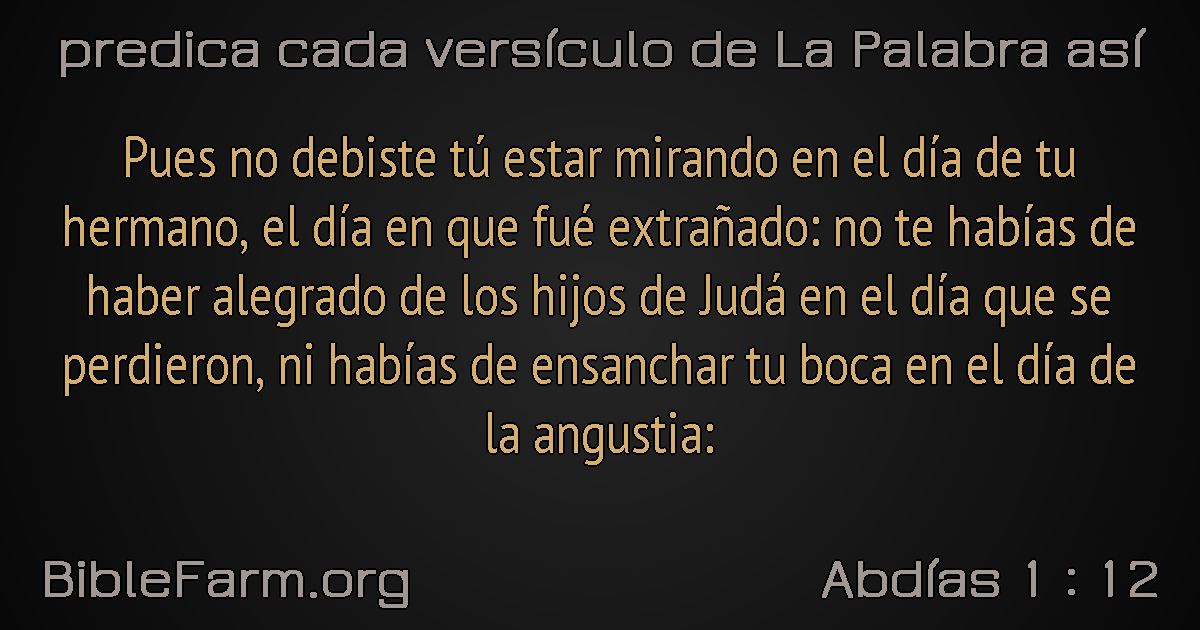 predica cada versículo de La Palabra así
Pues no debiste tú estar mirando en el día de tu
hermano, el día en que fué extrañado: no te habías de
haber alegrado de los hijos de Judá en el día que se
perdieron, ni habías de ensanchar tu boca en el día de
la angustia:
BibleFarm.org
Abdías 1 : 12